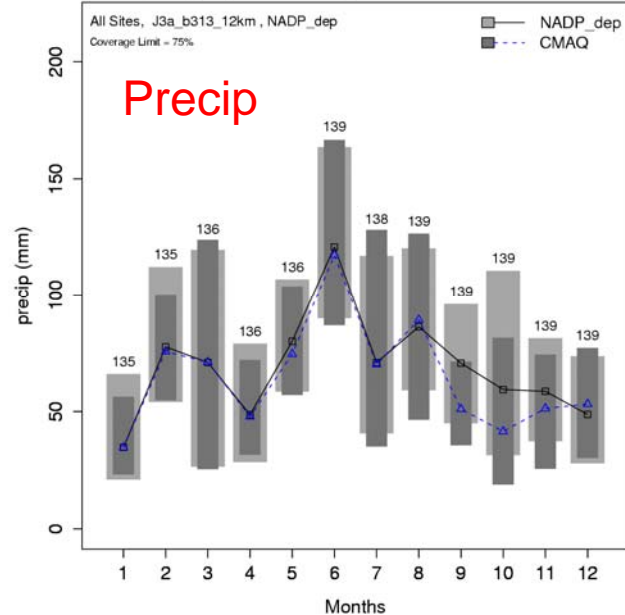 All Sites, J3a_b313_12km , NADP_dep
Coverage Limit = 75%
NADP_dep
CMAQ
Precip
precip (mm)
200
150
100
50
0
135
135
136
136
136
139
138
139
139
139
139
139
1 2 3 4 5 6 7 8 9 10 11 12
Months